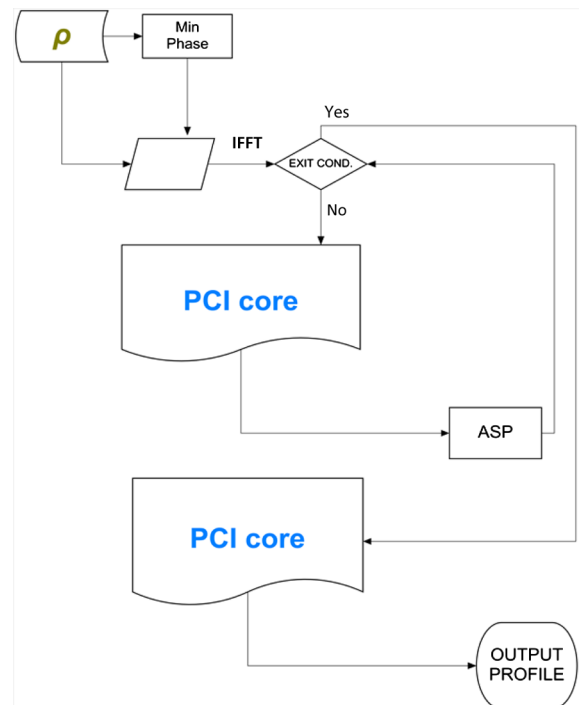 ρ
Min
Phase
Yes
IFFT
EXIT COND.
No
PCI core
ASP
PCI core
OUTPUT
PROFILE